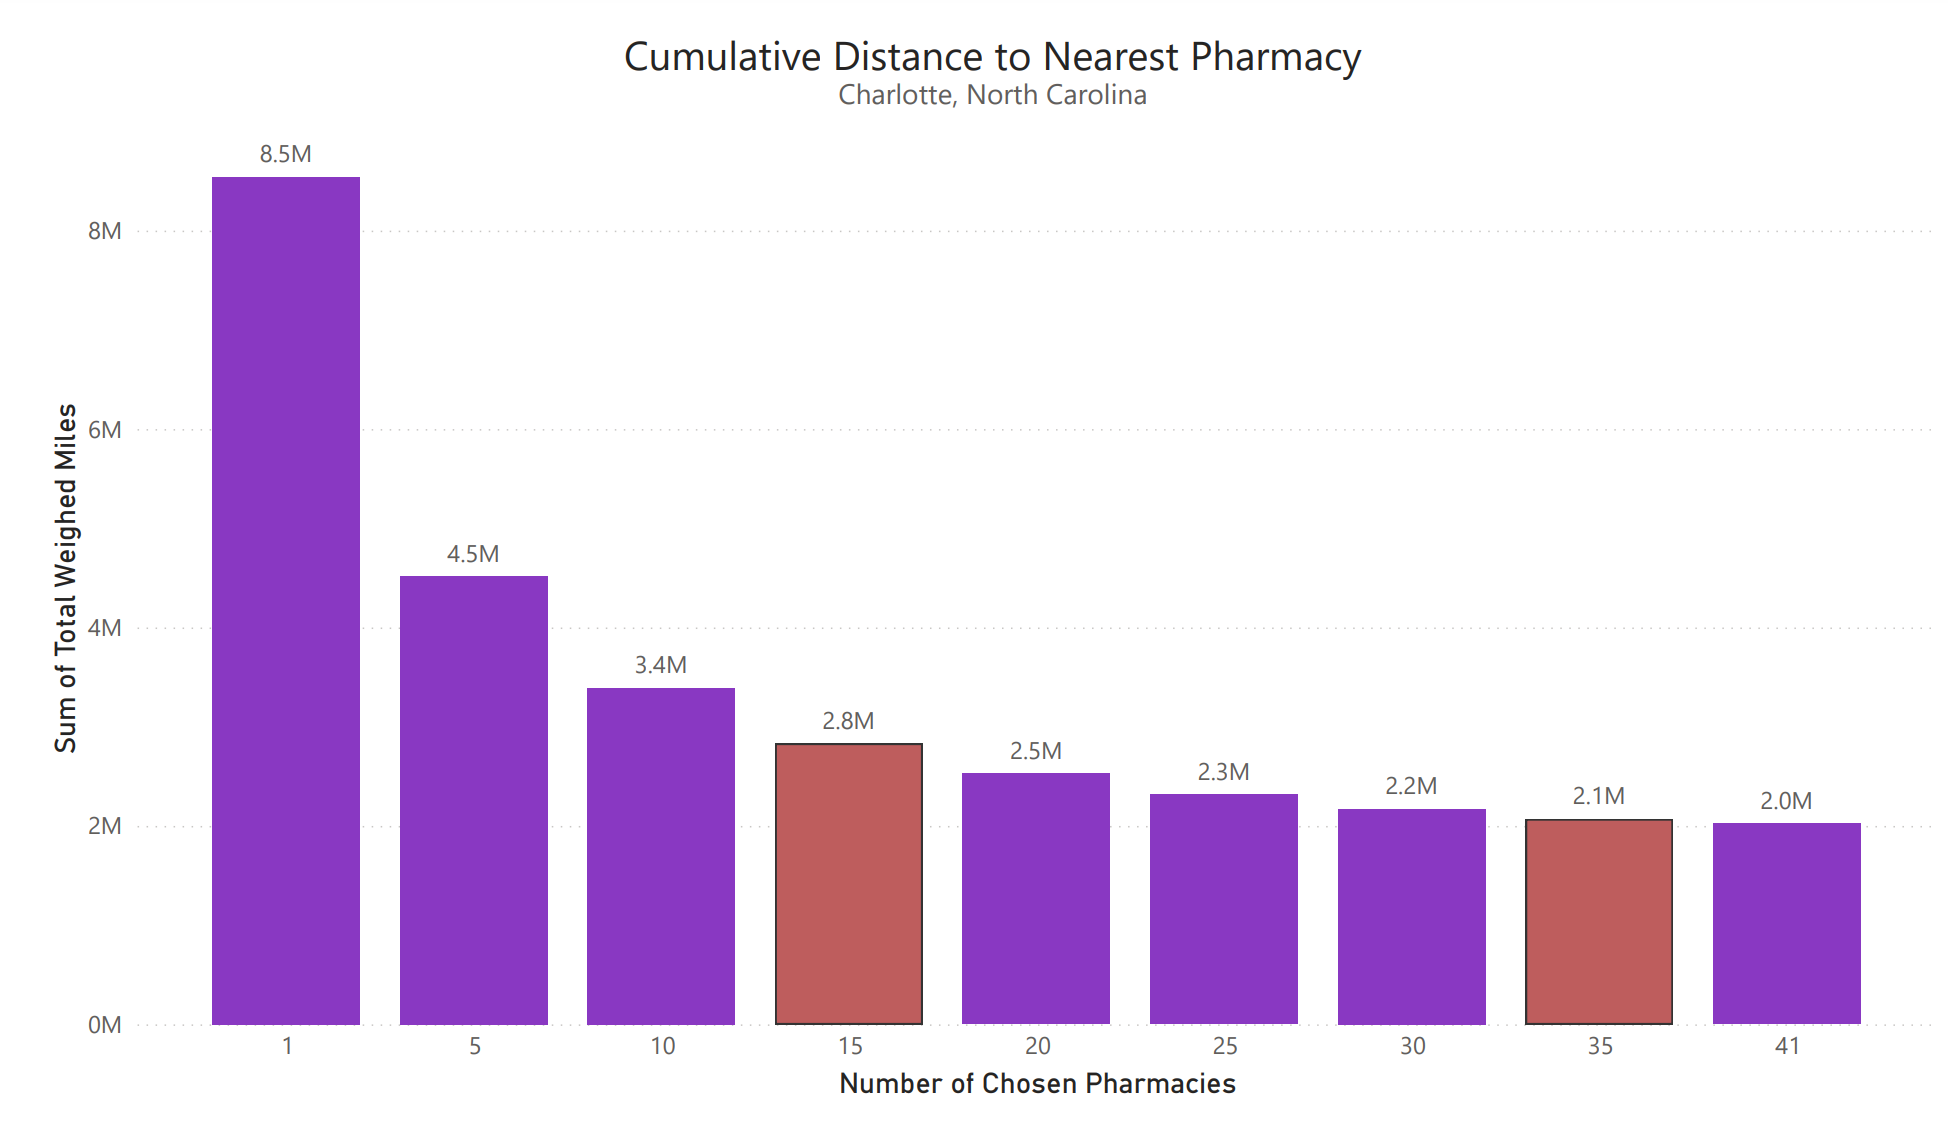 Cumulative Distance to Nearest Pharmacy
Charlotte, North Carolina
Sum of Total Weighed Miles
8M
6M
4M
2M
0M
8.5M
4.5M
3.4M
2.8M
2.5M
2.3M
2.2M
2.1M
2.0M
1
5
10
15
20
25
30
35
41
Number of Chosen Pharmacies